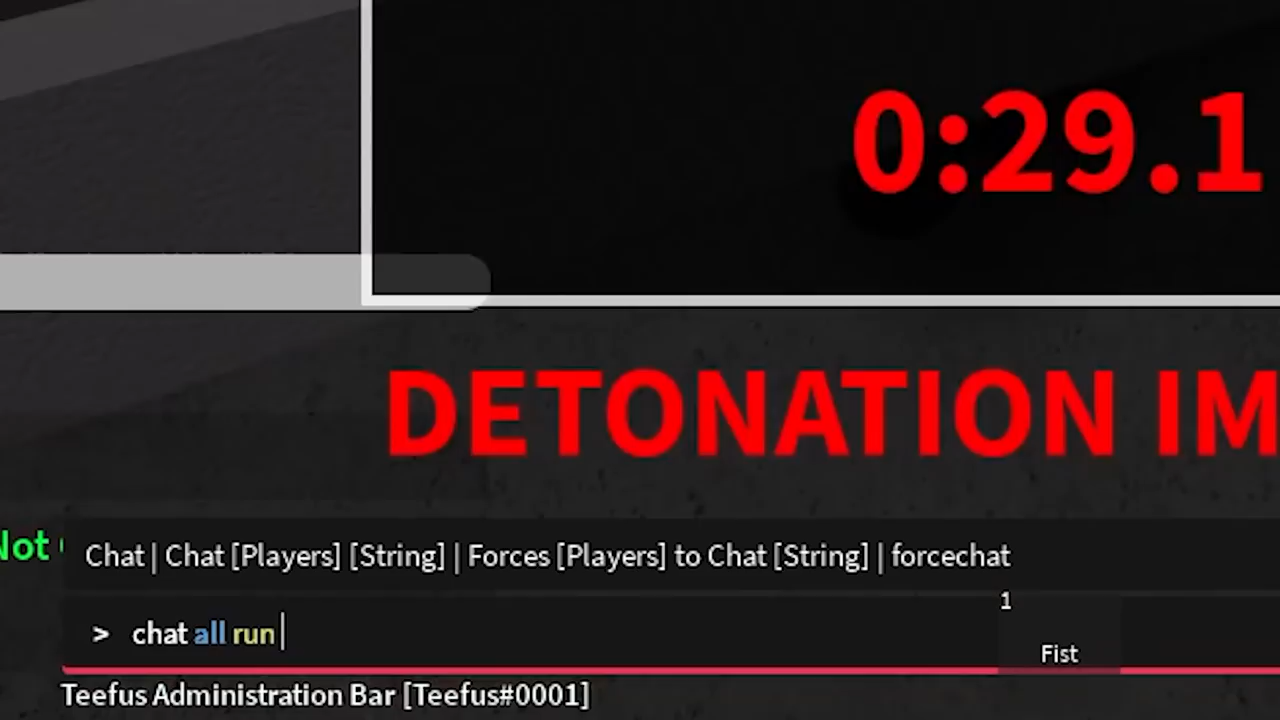 0:29.1
DETONATION IM
Not
Chat | Chat [Players] [String] | Forces [Players] to Chat [String] | forcechat
1
> chat all run
Fist
Teefus Administration Bar [Teefus#0001]